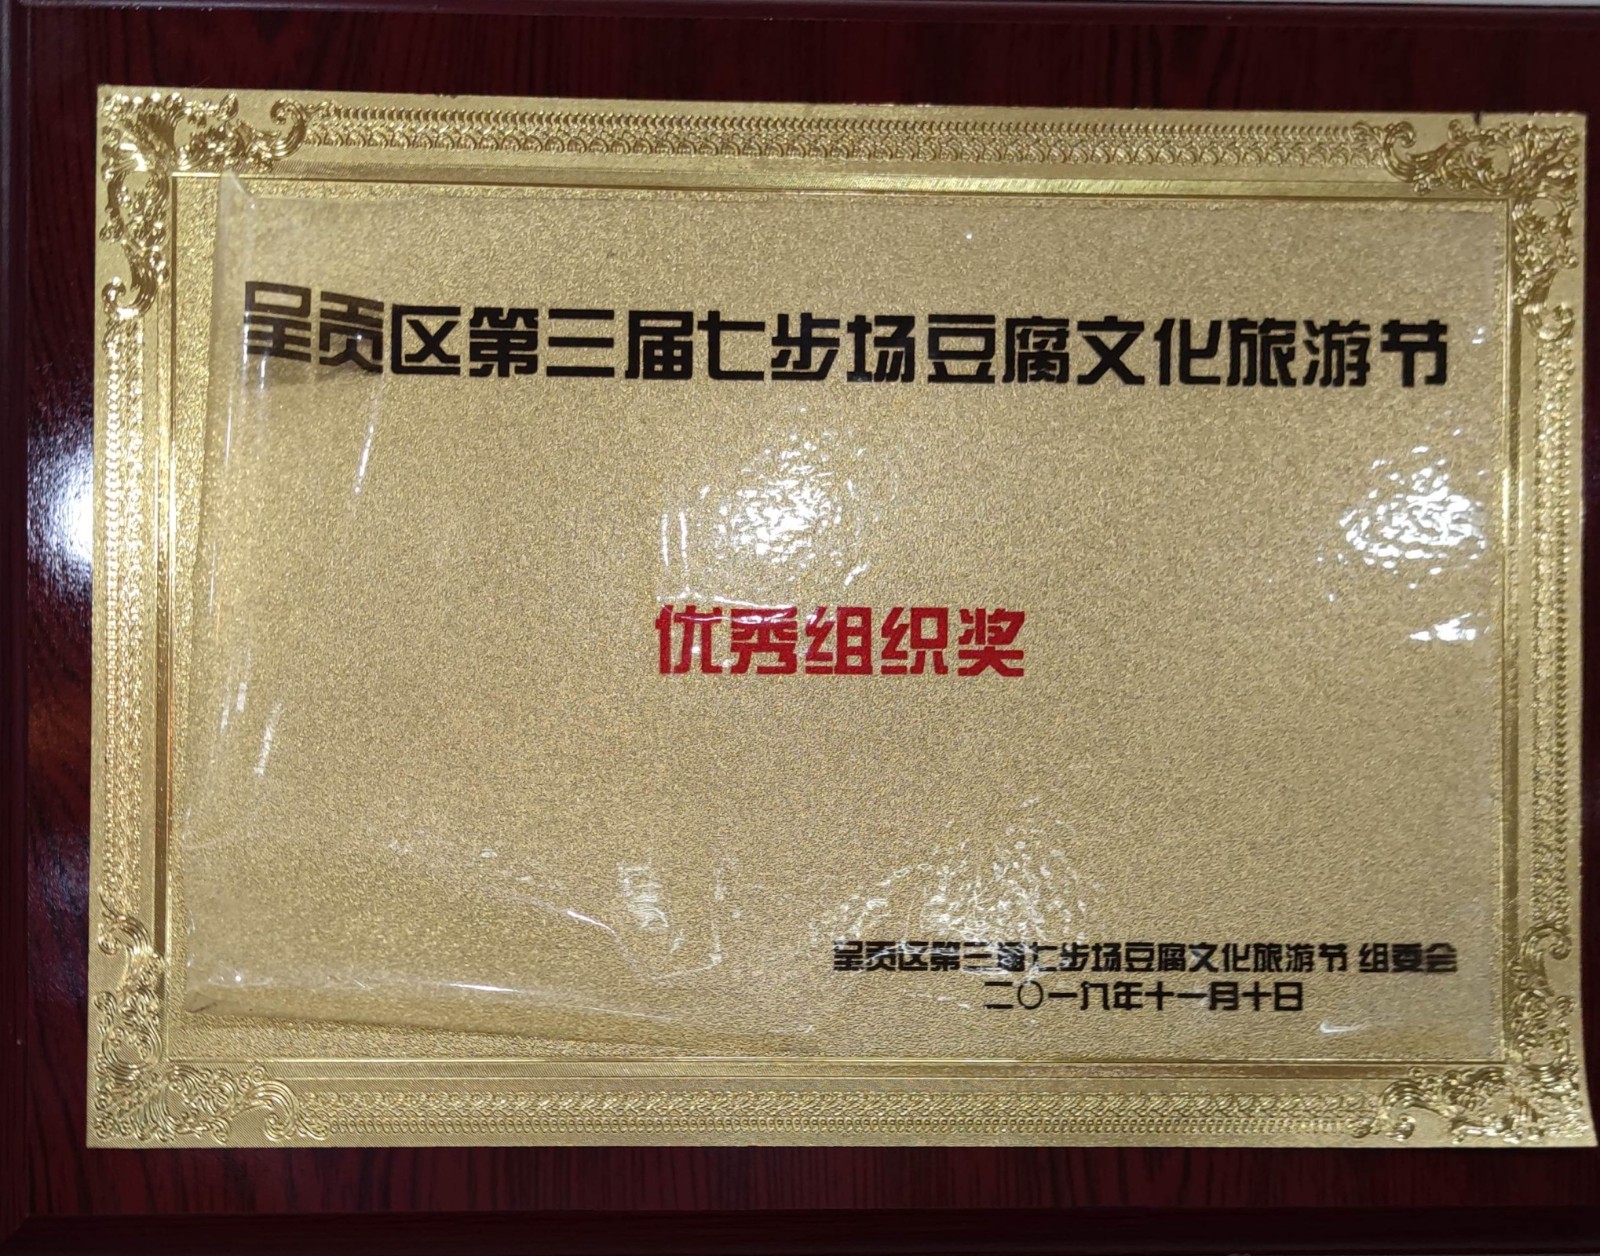 呈贡区第三届七步场豆腐文化旅游节
优秀组织奖
呈贡区第三届七步场豆腐文化旅游节 组委会
二〇一九年十一月十日